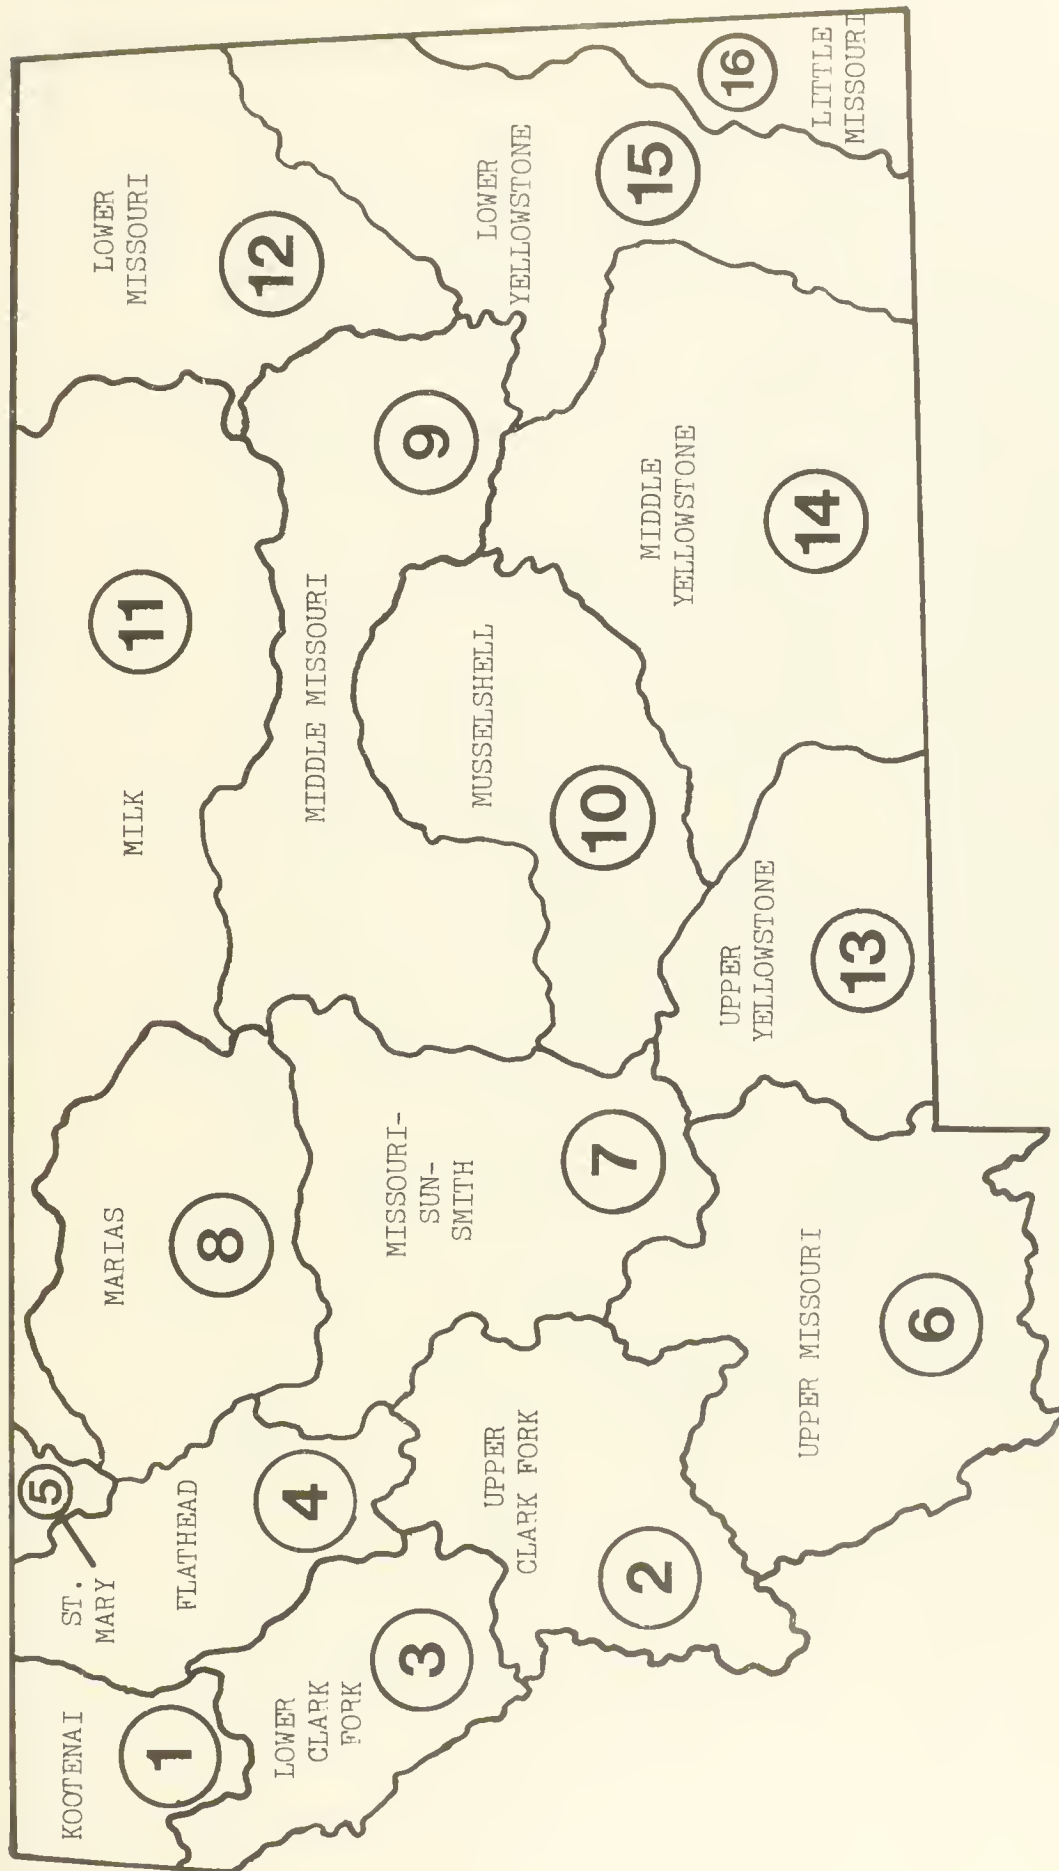 KOOTENAI
1
LOWER
CLARK
FORK
3
ST.
MARY
5
FLATHEAD
4
UPPER
CLARK FORK
2
MARIAS
8
MISSOURI-
SUN-
SMITH
7
UPPER MISSOURI
6
MILK
11
MIDDLE MISSOURI
9
MUSSELSHELL
10
UPPER
YELLOWSTONE
13
MIDDLE
YELLOWSTONE
14
LOWER
MISSOURI
12
LOWER
YELLOWSTONE
15
16
LITTLE
MISSOURI